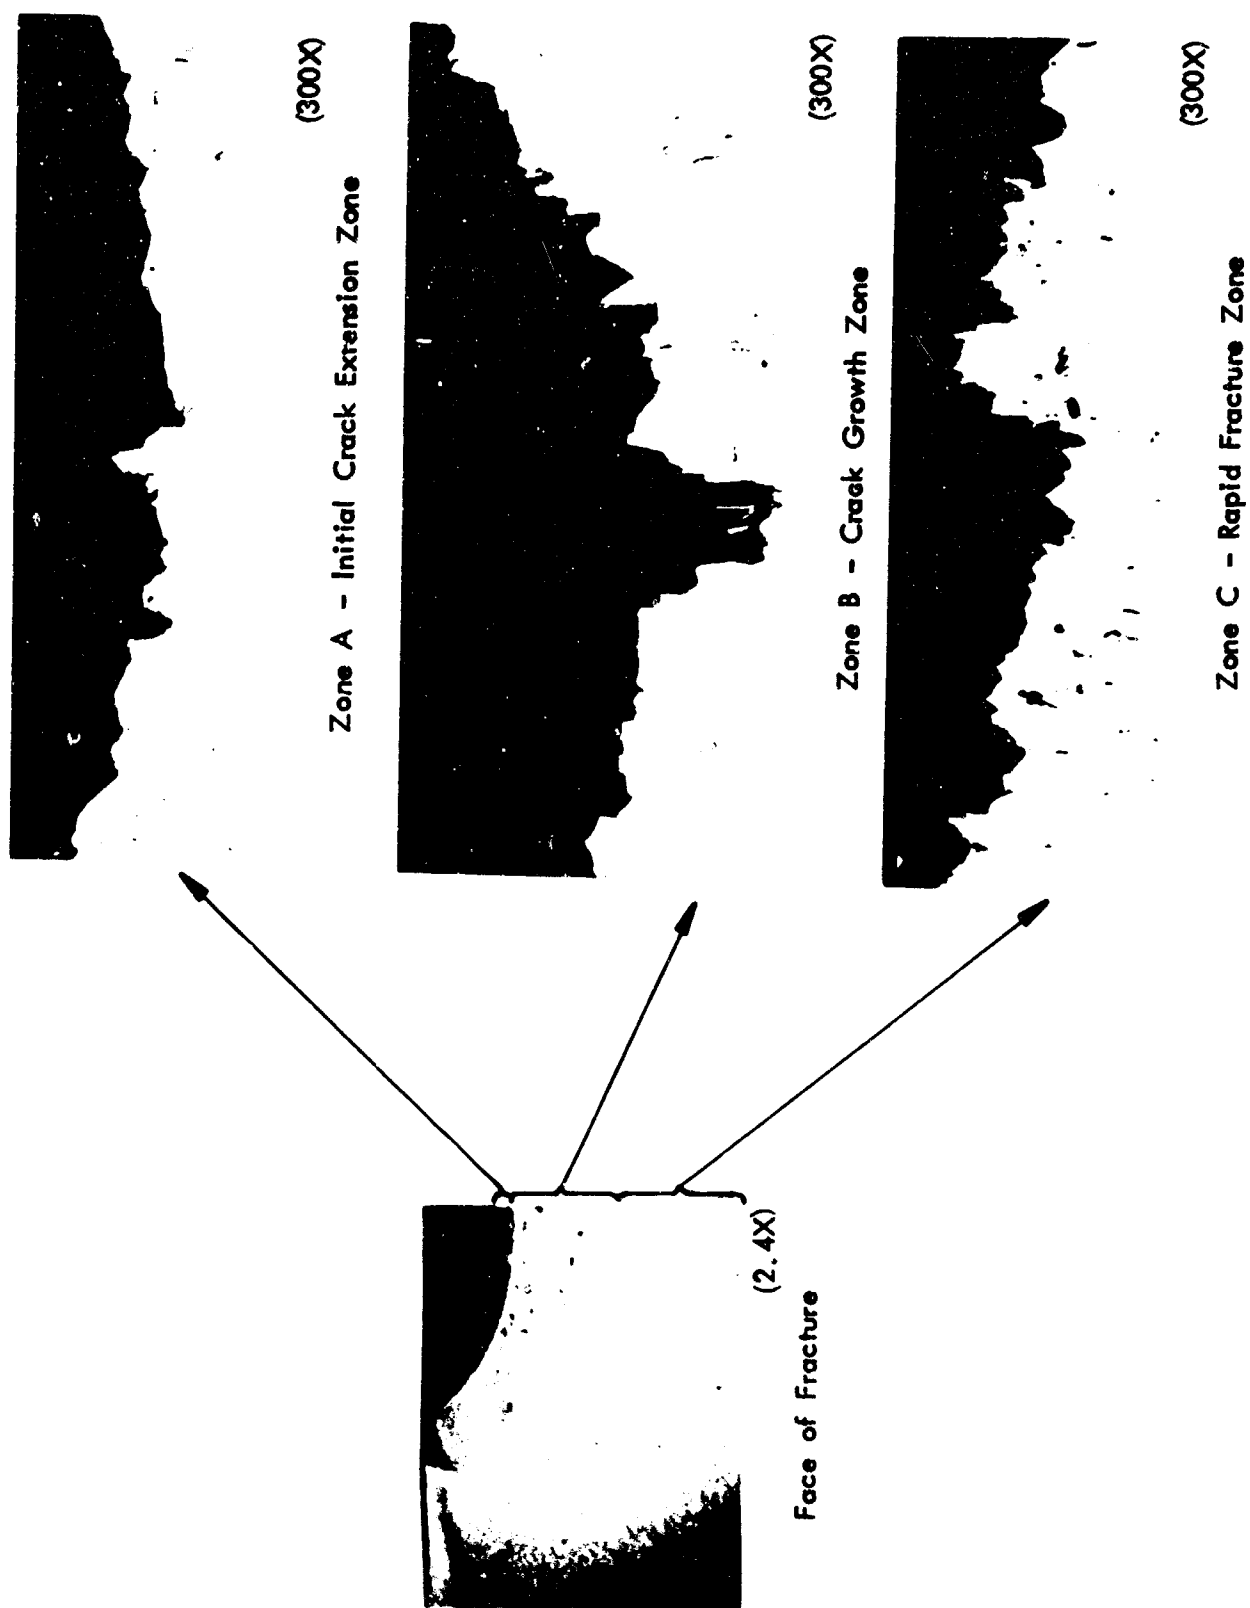 (300X)
Zone A - Initial Crack Extension Zone
(300X)
Zone B - Crack Growth Zone
(300X)
Zone C - Rapid Fracture Zone
(2.4X)
Face of Fracture